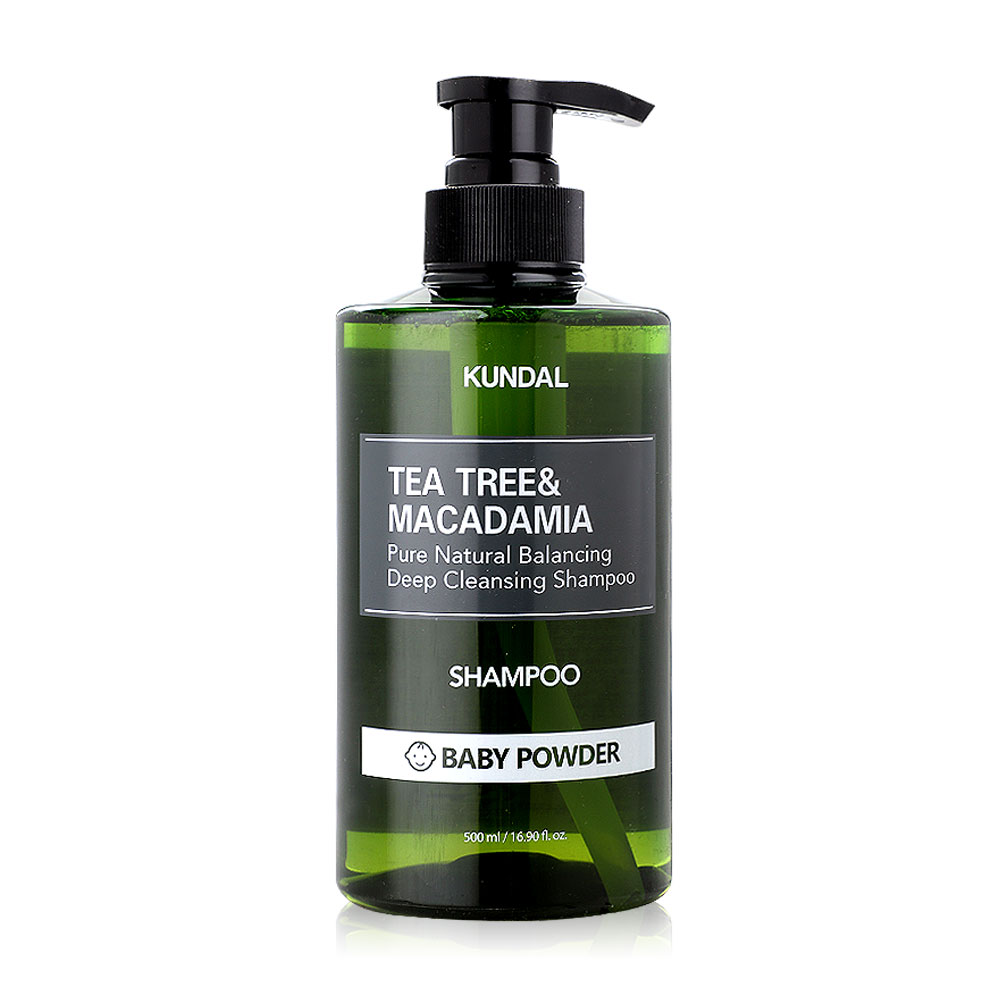 KUNDAL
TEA TREE&
MACADAMIA
Pure Natural Balancing
Deep Cleansing Shampoo
SHAMPOO
BABY POWDER
500 ml / 16.90 fl. oz.